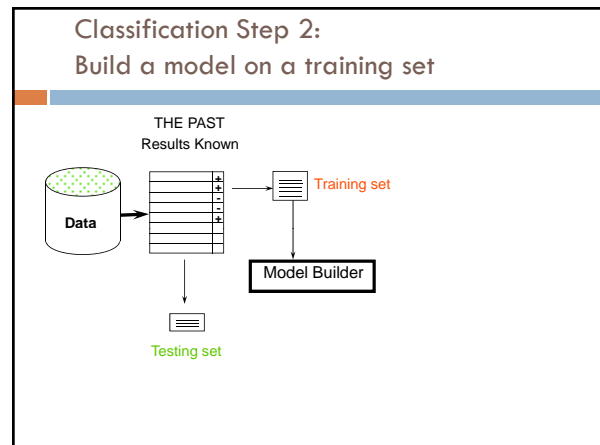 Classification Step 2:
Build a model on a training set
THE PAST
Results Known
+
+
-
-
+
Data
Training set
Model Builder
Testing set